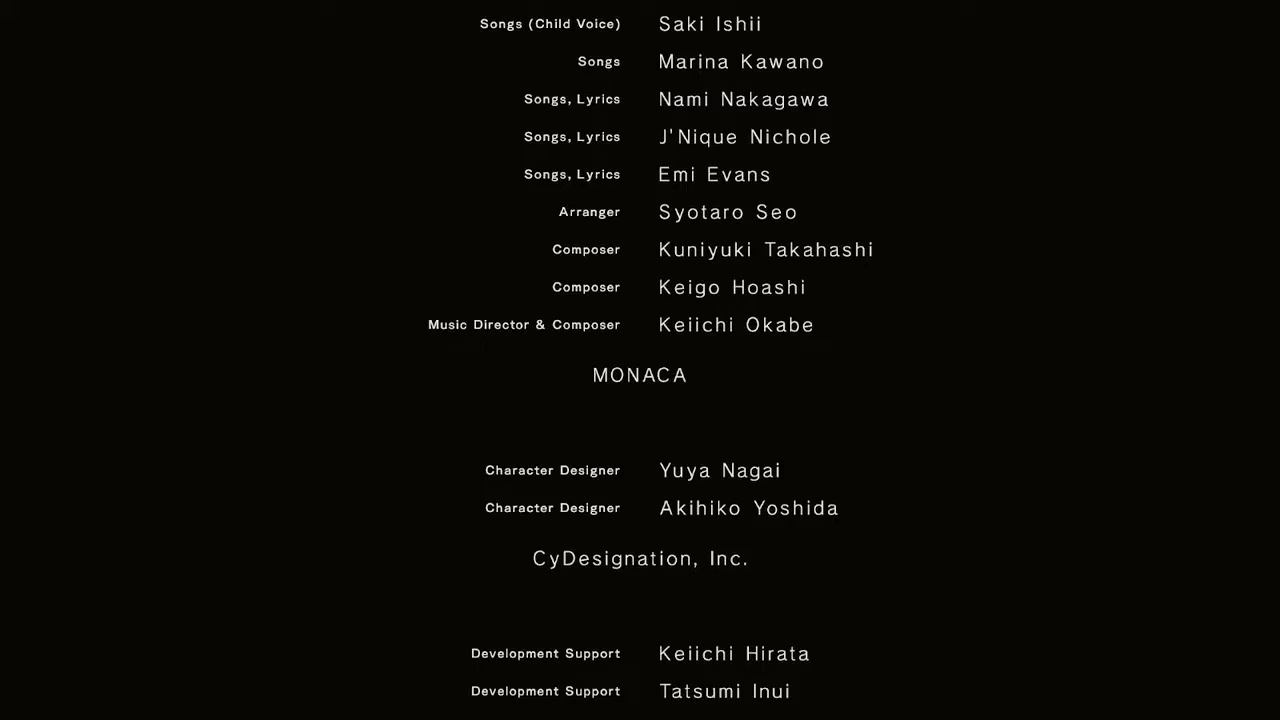 Songs (Child Voice) Saki Ishii
Songs Marina Kawano
Songs, Lyrics Nami Nakagawa
Songs, Lyrics J'Nique Nichole
Songs, Lyrics Emi Evans
Arranger Syotaro Seo
Composer Kuniyuki Takahashi
Composer Keigo Hoashi
Music Director & Composer Keiichi Okabe
MONACA
Character Designer Yuya Nagai
Character Designer Akihiko Yoshida
CyDesignation, Inc.
Development Support Keiichi Hirata
Development Support Tatsumi Inui